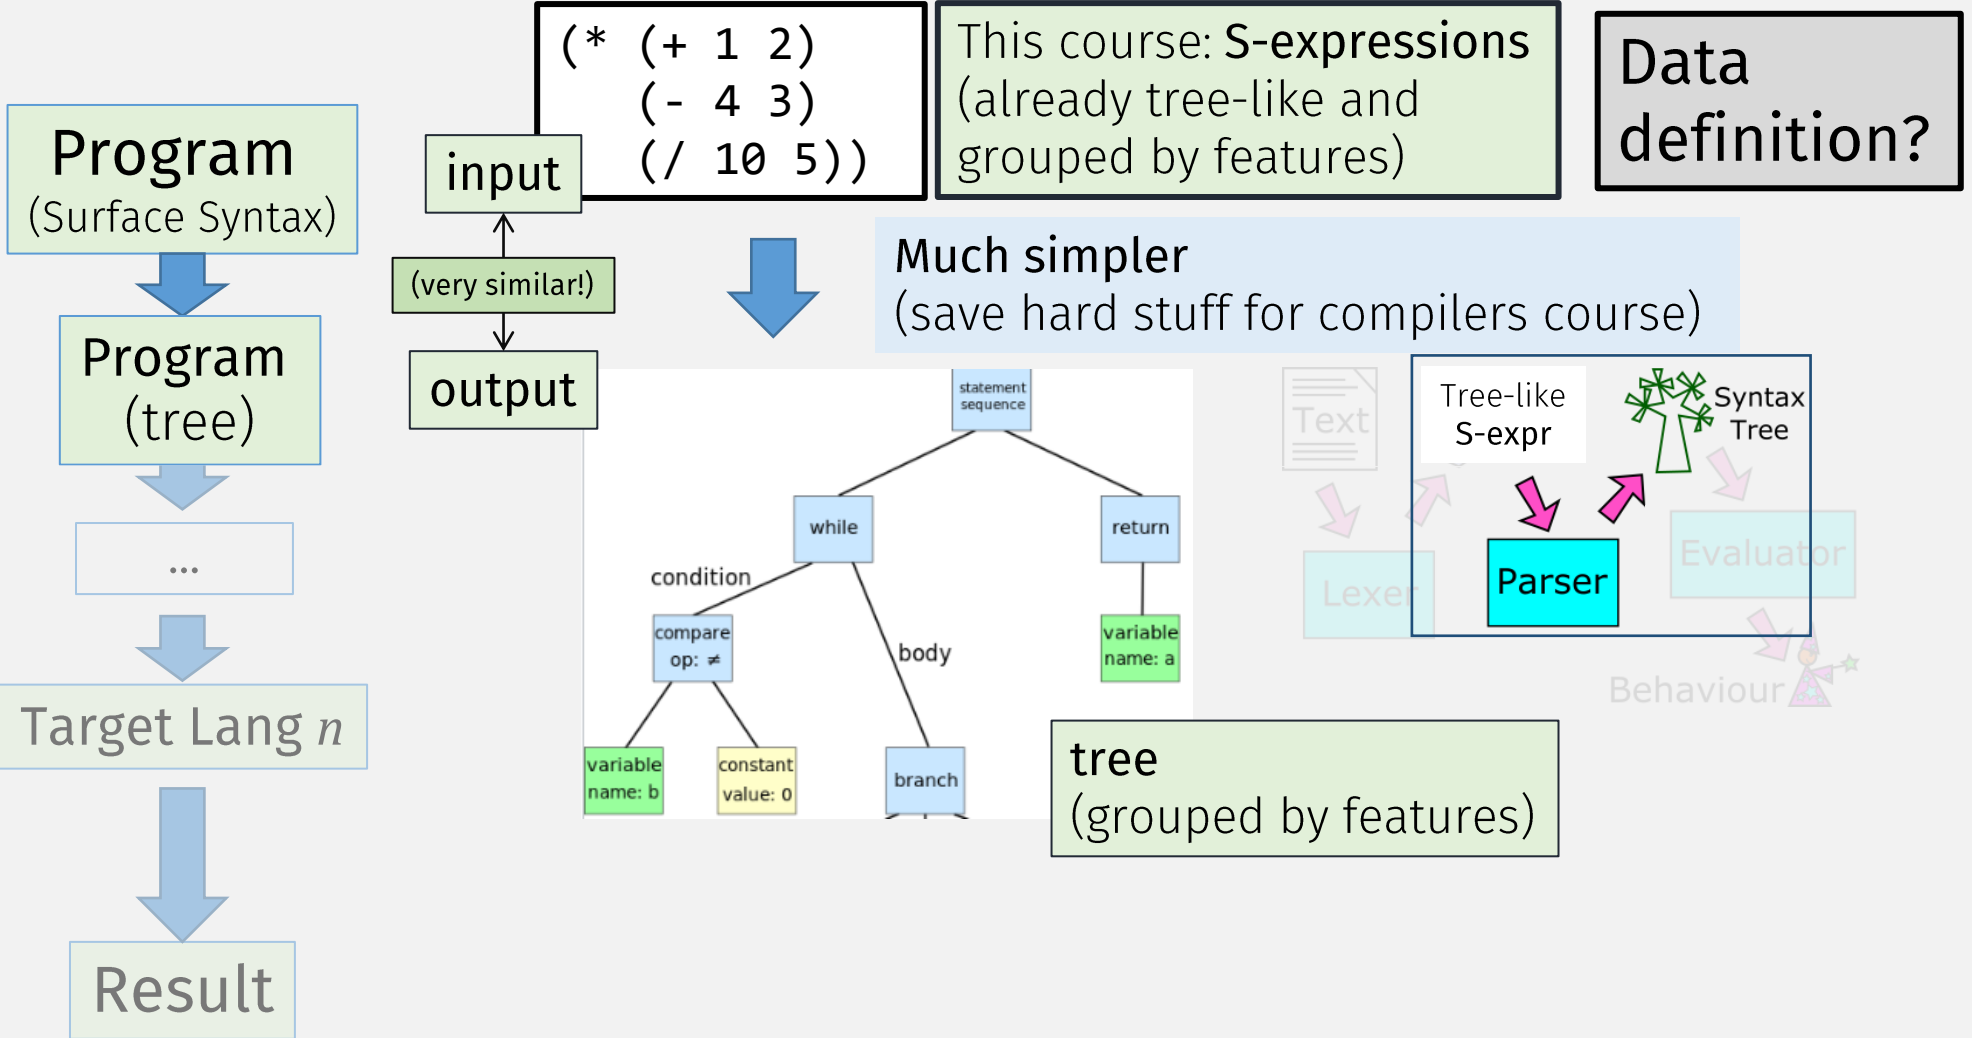 (* (+ 1 2)
(- 4 3)
(/ 10 5))
This course: S-expressions
(already tree-like and
grouped by features)
Data
definition?
Program
(Surface Syntax)
input
(very similar!)
output
Much simpler
(save hard stuff for compilers course)
Program
(tree)
...
Target Lang n
Result
statement
sequence
while
return
condition
compare
op: ≠
body
variable
name: a
variable
name: b
constant
value: 0
branch
tree
(grouped by features)
Text
Tree-like
S-expr
Syntax
Tree
Lexer
Parser
Evaluator
Behaviour